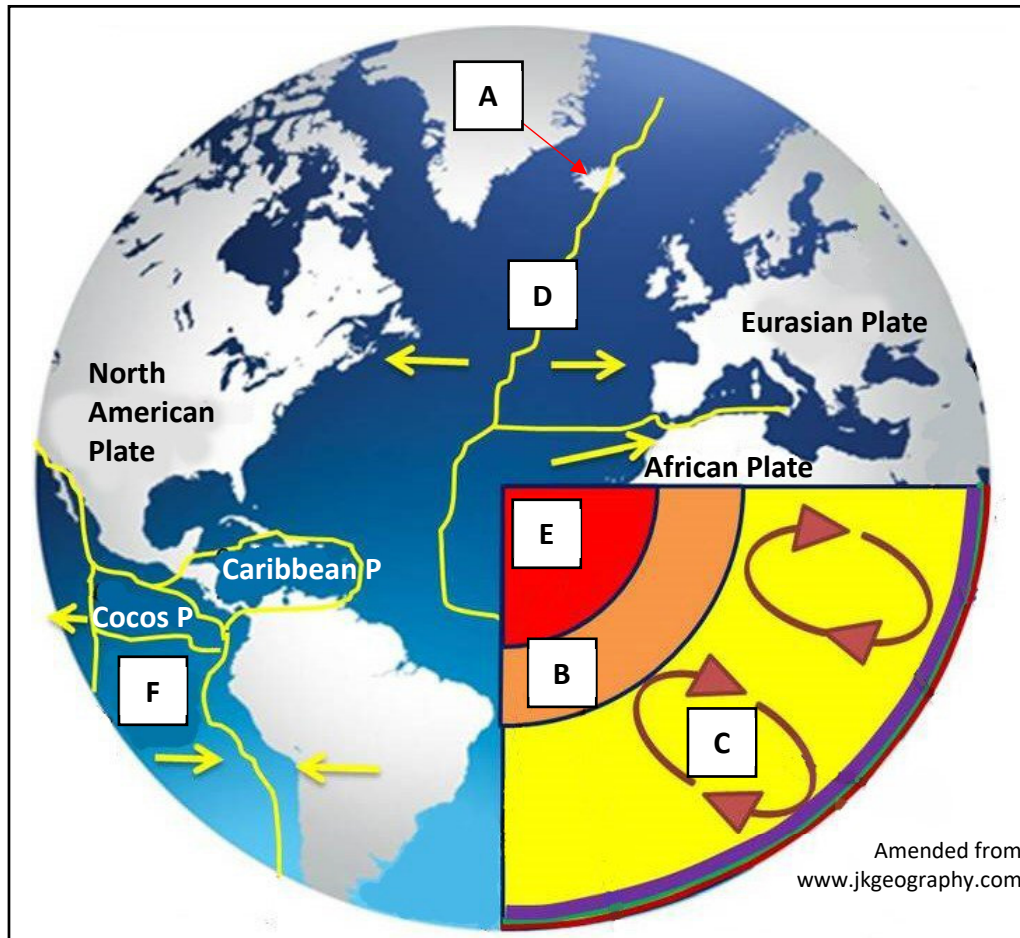 A
D
Eurasian Plate
North
American
Plate
African Plate
E
Caribbean P
Cocos P
F
B
C
Amended from
www.jkgeography.com